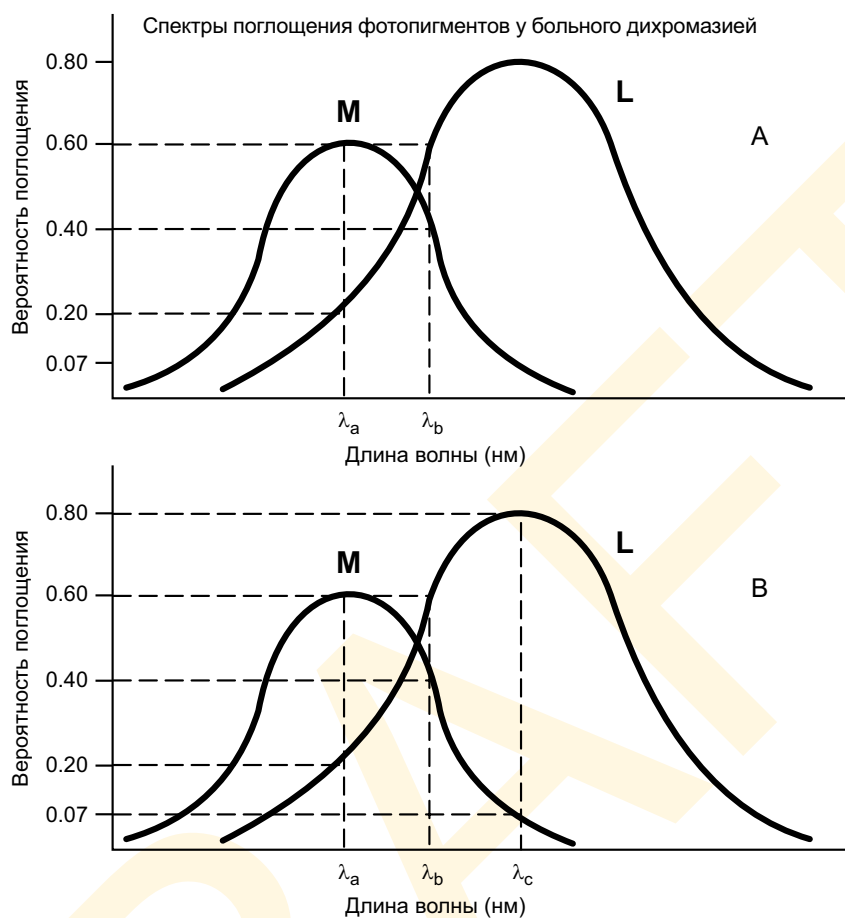 Спектры поглощения фотопигментов у больного дихромазией
Вероятность поглощения
0.80
0.60
0.40
0.20
0.07
M
L
A
λa
λb
Длина волны (нм)
Вероятность поглощения
0.80
0.60
0.40
0.20
0.07
M
L
B
λa
λb
λc
Длина волны (нм)